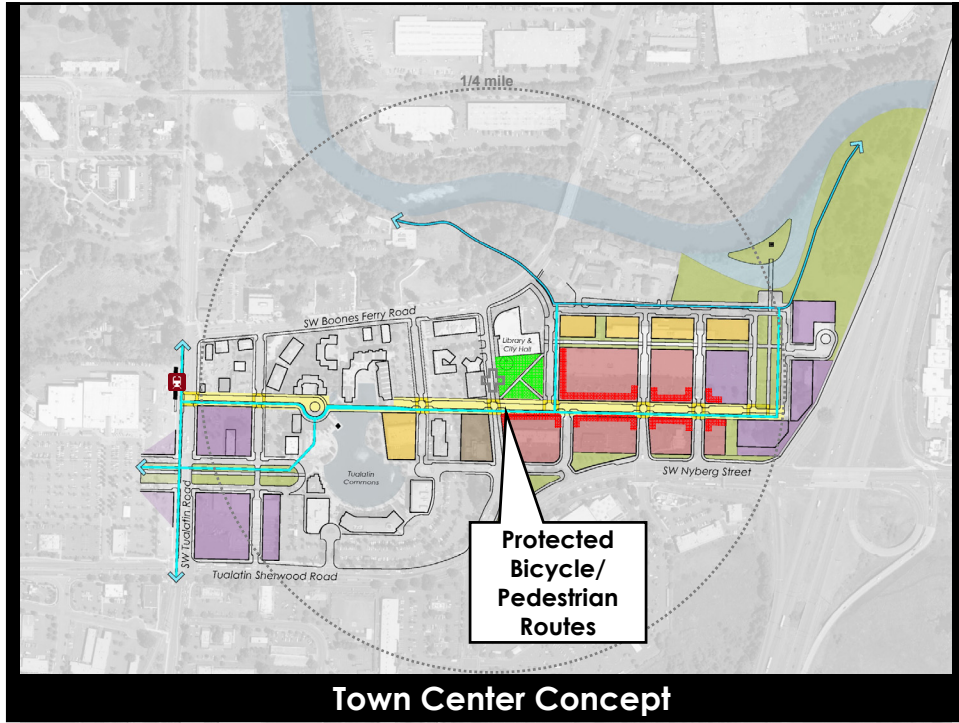 1/4 mile
SW Boones Ferry Road
Library &
City Hall
Tualatin
Commons
SW Nyberg Street
SW Tualatin Road
Tualatin Sherwood Road
Protected
Bicycle/
Pedestrian
Routes
Town Center Concept